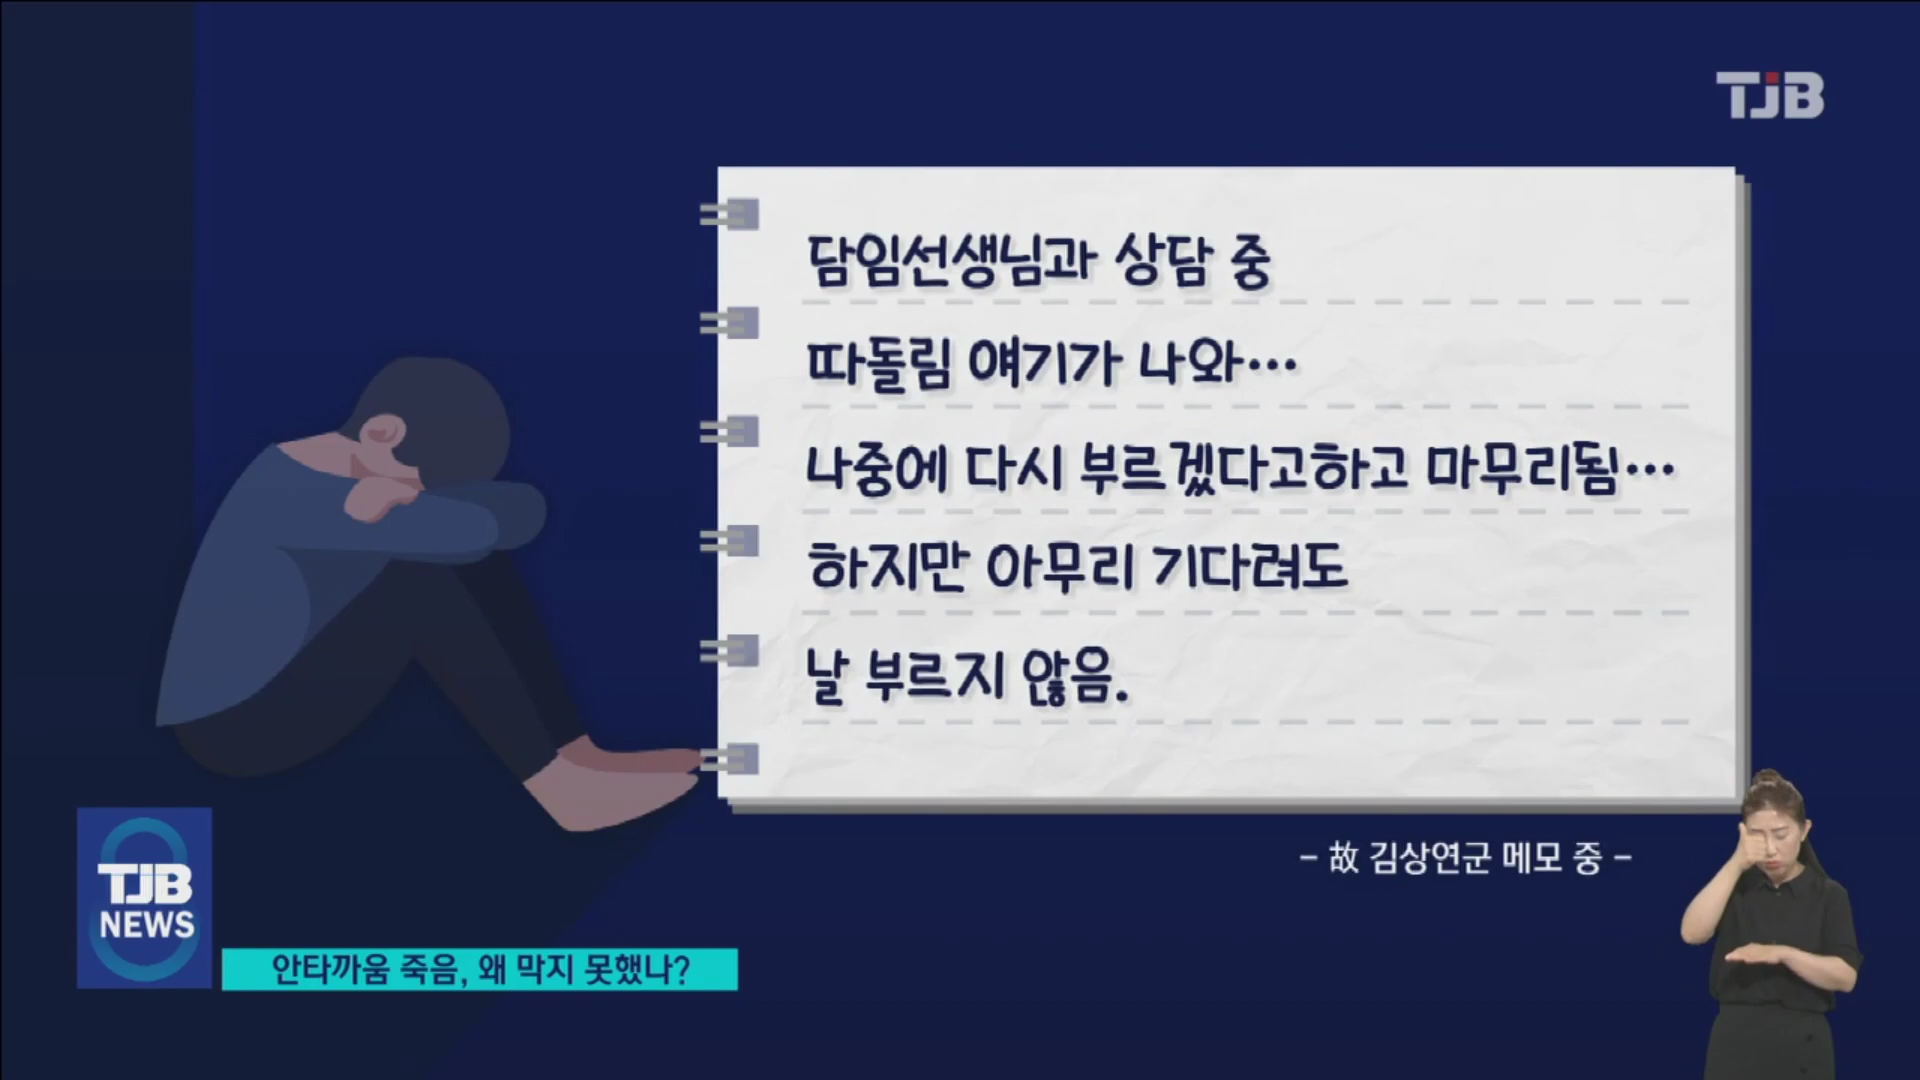 TJB
담임선생님과 상담 중
따돌림 얘기가 나와…
나중에 다시 부르겠다고하고 마무리됨…
하지만 아무리 기다려도
날 부르지 않음.
- 故 김상연군 메모 중 -
TJB
NEWS
안타까움 죽음, 왜 막지 못했나?